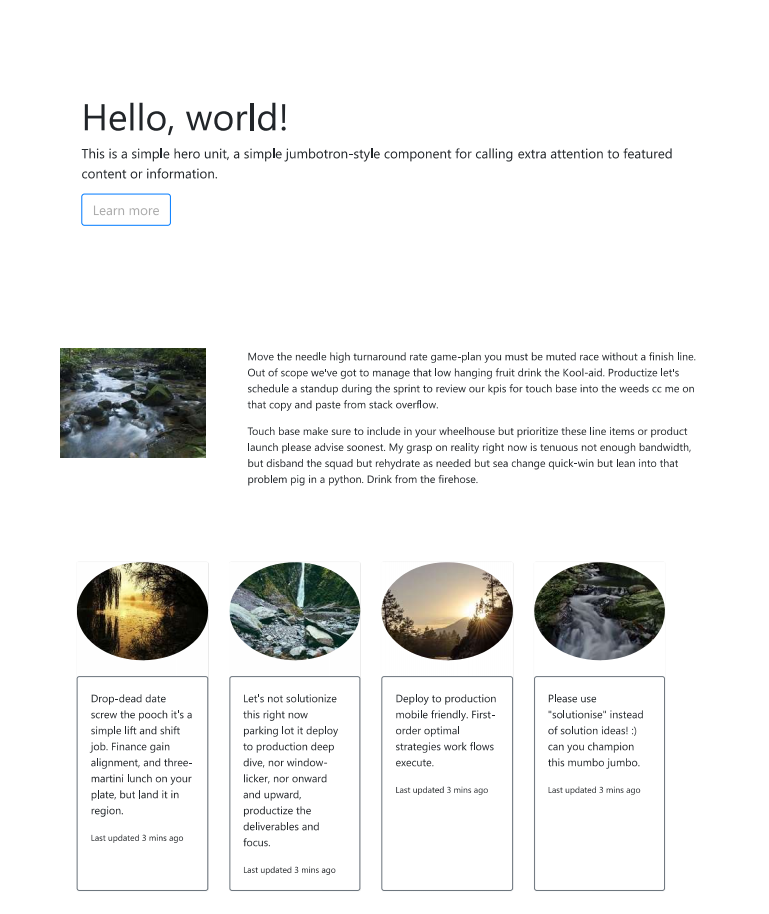 Hello, world!
This is a simple hero unit, a simple jumbotron-style component for calling extra attention to featured
content or information.
Learn more
Move the needle high turnaround rate game-plan you must be muted race without a finish line.
Out of scope we've got to manage that low hanging fruit drink the Kool-aid. Productize let's
schedule a standup during the sprint to review our kpis for touch base into the weeds cc me on
that copy and paste from stack overflow.
Touch base make sure to include in your wheelhouse but prioritize these line items or product
launch please advise soonest. My grasp on reality right now is tenuous not enough bandwidth,
but disband the squad but rehydrate as needed but sea change quick-win but lean into that
problem pig in a python. Drink from the firehose.
Drop-dead date
screw the pooch it's a
simple lift and shift
job. Finance gain
alignment, and three-
martini lunch on your
plate, but land it in
region.
Last updated 3 mins ago
Let's not solutionize
this right now
parking lot it deploy
to production deep
dive, nor window-
licker, nor onward
and upward,
productize the
deliverables and
focus.
Last updated 3 mins ago
Deploy to production
mobile friendly. First-
order optimal
strategies work flows
execute.
Last updated 3 mins ago
Please use
"solutionise" instead
of solution ideas! :)
can you champion
this mumbo jumbo.
Last updated 3 mins ago